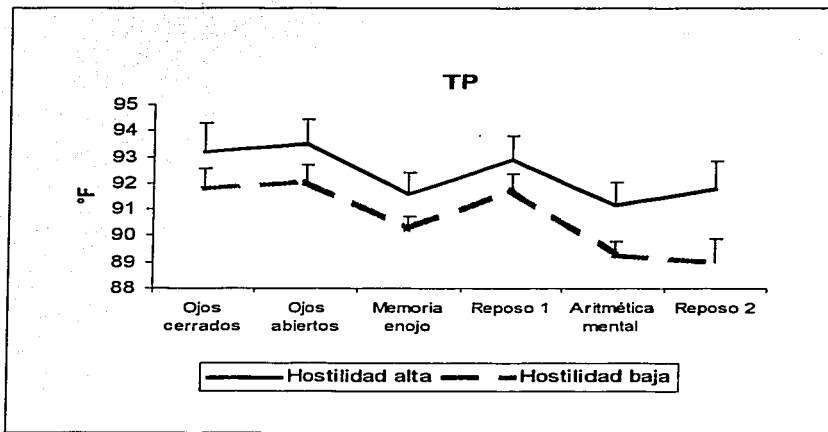 TP
95
94
93
92
91
90
89
88
°F
Ojos cerrados
Ojos abiertos
Memoria enojo
Reposo 1
Aritmética mental
Reposo 2
Hostilidad alta
Hostilidad baja